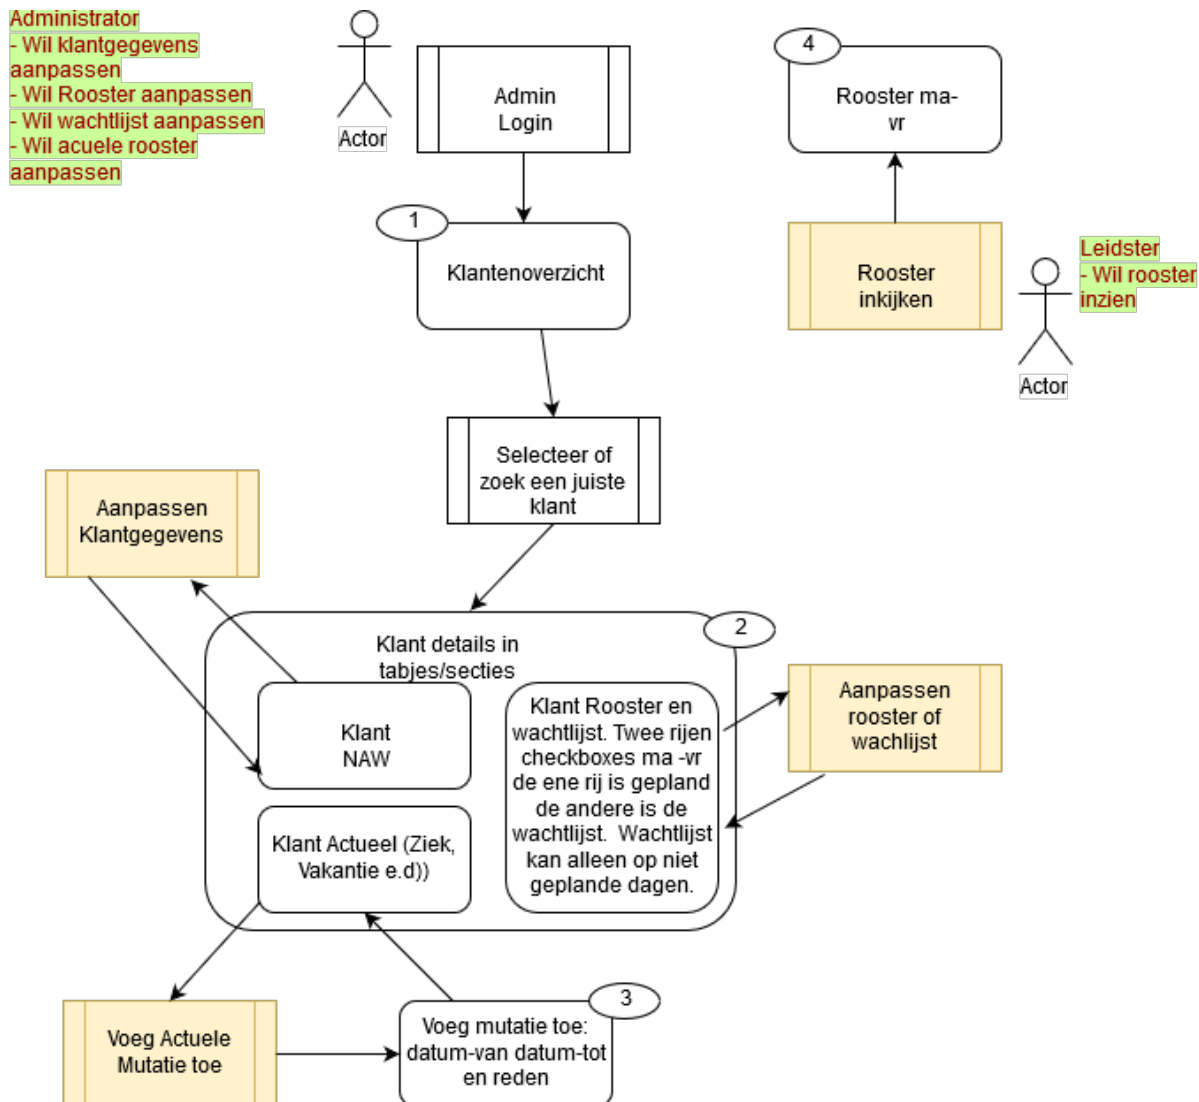 Administrator
- Wil klantgegevens
aanpassen
- Wil Rooster aanpassen
- Wil wachtlijst aanpassen
- Wil acuele rooster
aanpassen
Actor
Admin
Login
4
Rooster ma-
vr
1
Klantenoverzicht
Rooster
inkijken
Leidster
- Wil rooster
inzien
Actor
Selecteer of
zoek een juiste
klant
Aanpassen
Klantgegevens
2
Klant details in
tabjes/secties
Klant
NAW
Klant Rooster en
wachtlijst. Twee rijen
checkboxes ma -vr
de ene rij is gepland
de andere is de
wachtlijst. Wachtlijst
kan alleen op niet
geplande dagen.
Aanpassen
rooster of
wachlijst
Klant Actueel (Ziek,
Vakantie e.d))
3
Voeg Actuele
Mutatie toe
Voeg mutatie toe:
datum-van datum-tot
en reden